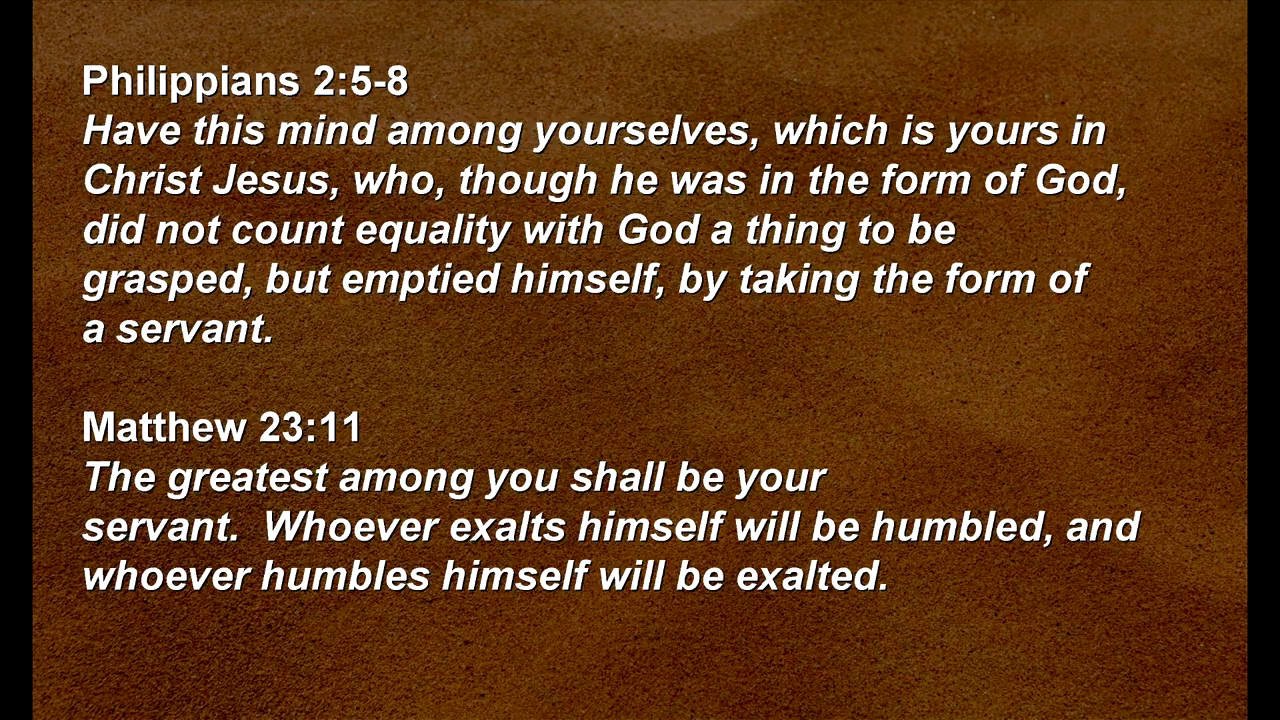 Philippians 2:5-8
Have this mind among yourselves, which is yours in
Christ Jesus, who, though he was in the form of God,
did not count equality with God a thing to be
grasped, but emptied himself, by taking the form of
a servant.
Matthew 23:11
The greatest among you shall be your
servant.  Whoever exalts himself will be humbled, and
whoever humbles himself will be exalted.